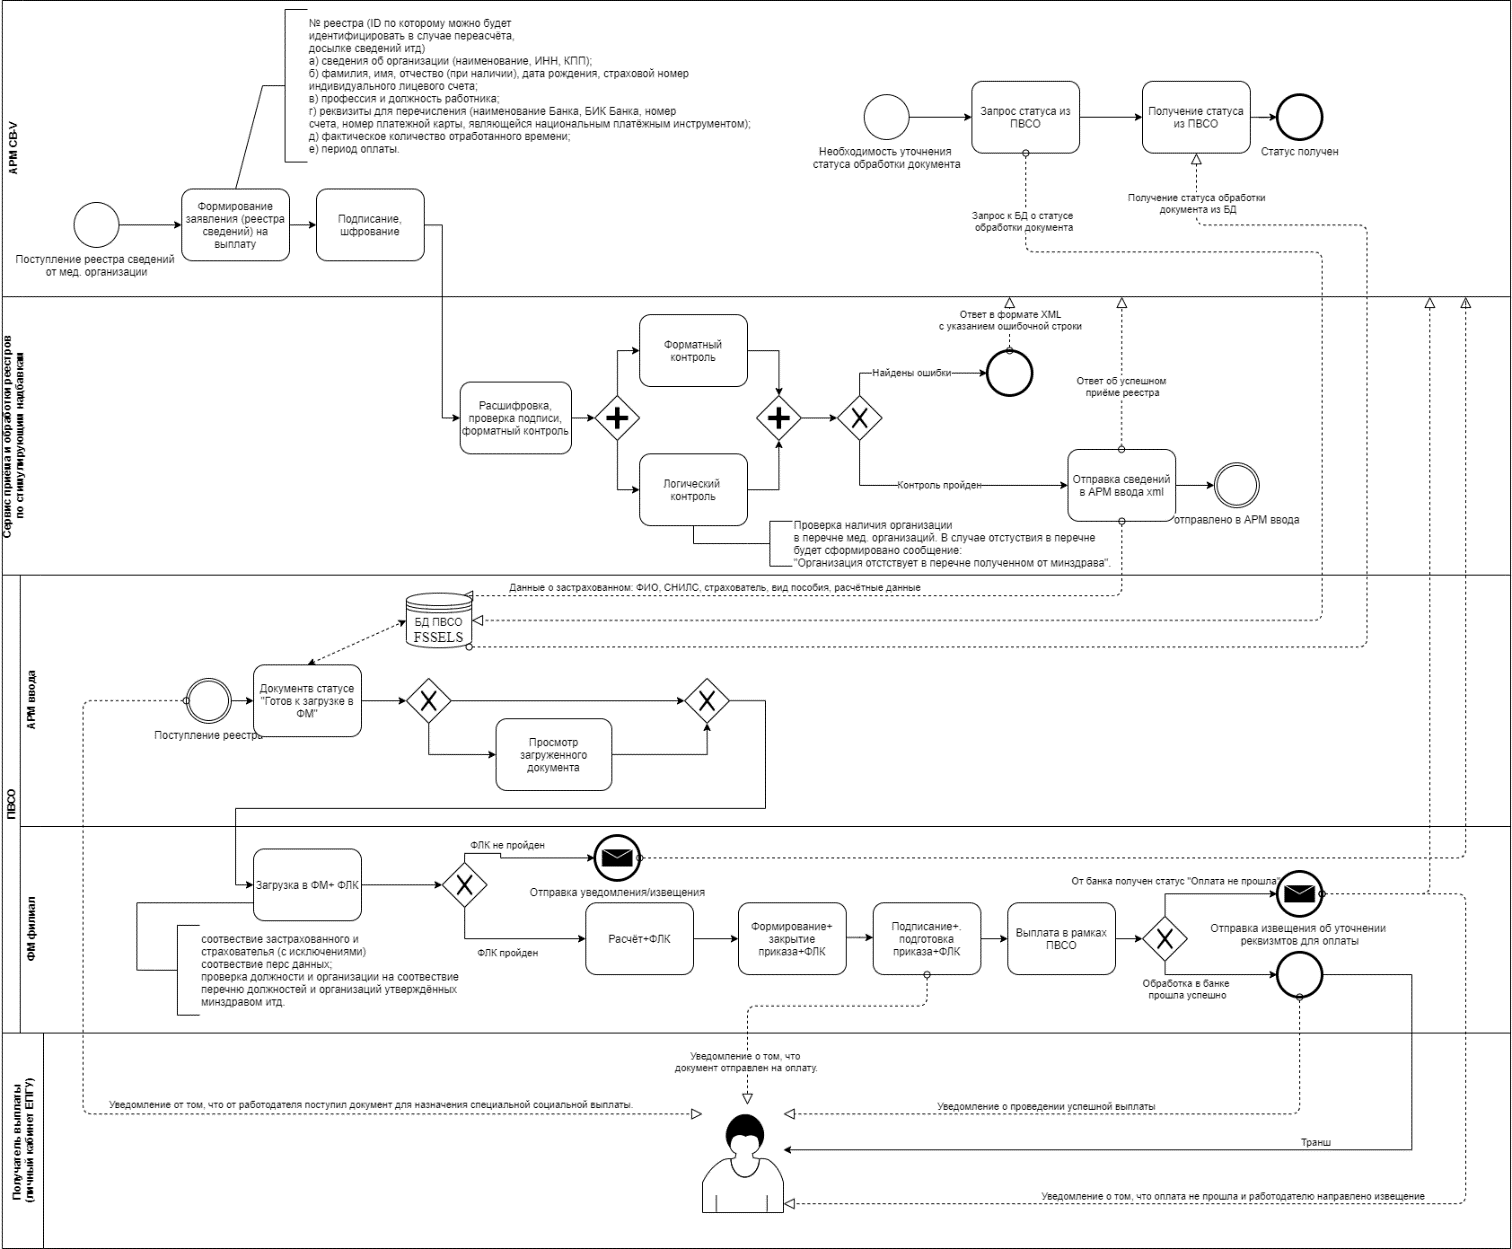 АРМ СВ-V
№ реестра (ID по которому можно будет
идентифицировать в случае переасчёта,
досылке сведений итд)
а) сведения об организации (наименование, ИНН, КПП);
б) фамилия, имя, отчество (при наличии), дата рождения, страховой номер
индивидуального лицевого счета;
в) профессия и должность работника;
г) реквизиты для перечисления (наименование Банка, БИК Банка, номер
счета, номер платежной карты, являющейся национальным платёжным инструментом);
д) фактическое количество отработанного времени;
е) период оплаты.
Поступление реестра сведений
от мед. организации
Формирование
заявления (реестра
сведений) на
выплату
Подписание,
шфрование
Необходимость уточнения
статуса обработки документа
Запрос статуса из
ПВСО
Получение статуса
из ПВСО
Статус получен
Запрос к БД о статусе
обработки документа
Получение статуса обработки
документа из БД
Сервис приема и обработки реестров
по стимулирующим надбавкам
Расшифровка,
проверка подписи,
форматный контроль
Форматный
контроль
Логический
контроль
Найдены ошибки
Контроль пройден
Ответ в формате XML
с указанием ошибочной строки
Ответ об успешном
приёме реестра
Отправка сведений
в АРМ ввода xml
отправлено в АРМ ввода
Проверка наличия организации
в перечне мед. организаций. В случае отстуствия в перечне
будет сформировано сообщение:
"Организация отстствует в перечне полученном от минздрава".
ПВСО
АРМ ввода
Данные о застрахованном: ФИО, СНИЛС, страхователь, вид пособия, расчётные данные
БД ПВСО
FSSELS
Поступление реестра
Документв статусе
"Готов к загрузке в
ФМ"
Просмотр
загруженного
документа
ФМ филиал
Загрузка в ФМ+ ФЛК
ФЛК не пройден
ФЛК пройден
Отправка уведомления/извещения
соотвествие застрахованного и
страхователья (с исключениями)
соотвествие перс данных;
проверка должности и организации на соотвествие
перечню должностей и организаций утверждённых
минздравом итд.
Расчёт+ФЛК
Формирование+
закрытие
приказа+ФЛК
Подписание+.
подготовка
приказа+ФЛК
Выплата в рамках
ПВСО
От банка получен статус "Оплата не прошла"
Отправка извещения об уточнении
реквизмтов для оплаты
Обработка в банке
прошла успешно
Получатель выплаты
(личный кабинет ЕПГУ)
Уведомление о том, что
документ отправлен на оплату.
Уведомление от том, что от работодателя поступил документ для назначения специальной социальной выплаты.
Уведомление о проведении успешной выплаты
Транш
Уведомление о том, что оплата не прошла и работодателю направлено извещение